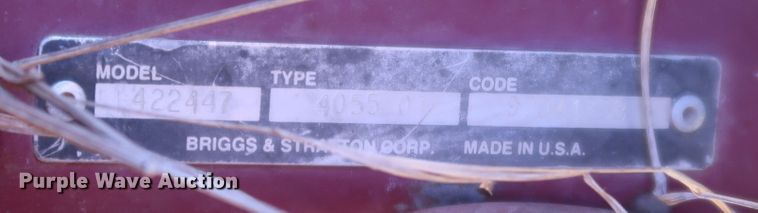 MODEL TYPE CODE
422447
BRIGGS & STRATTON CORP. MADE IN U.S.A.
Purple Wave Auction